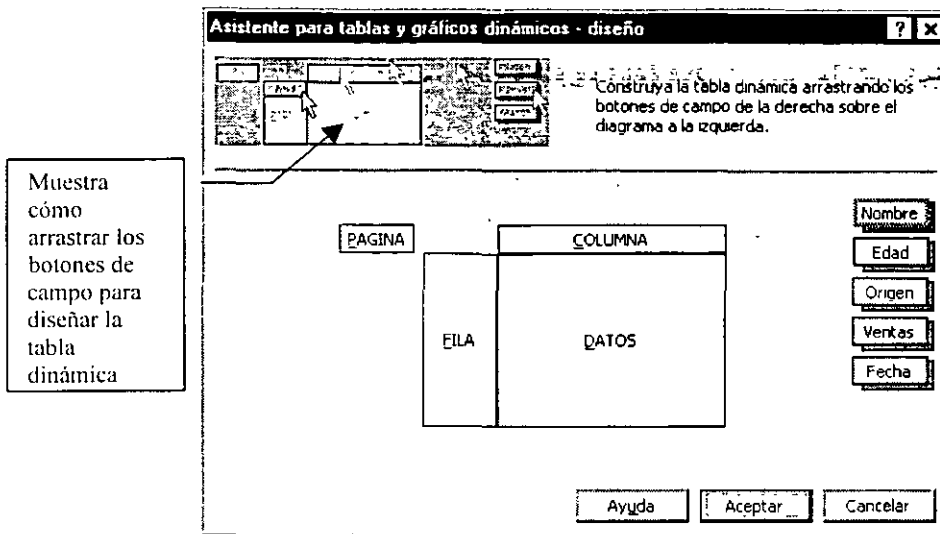 Asistente para tablas y gráficos dinámicos - diseño
? x
Construya la tabla dinámica arrastrando los
botones de campo de la derecha sobre el
diagrama a la izquierda.
Muestra
cómo
arrastrar los
botones de
campo para
diseñar la
tabla
dinámica
PAGINA
COLUMNA
FILA
DATOS
Nombre
Edad
Origen
Ventas
Fecha
Ayuda
Aceptar
Cancelar